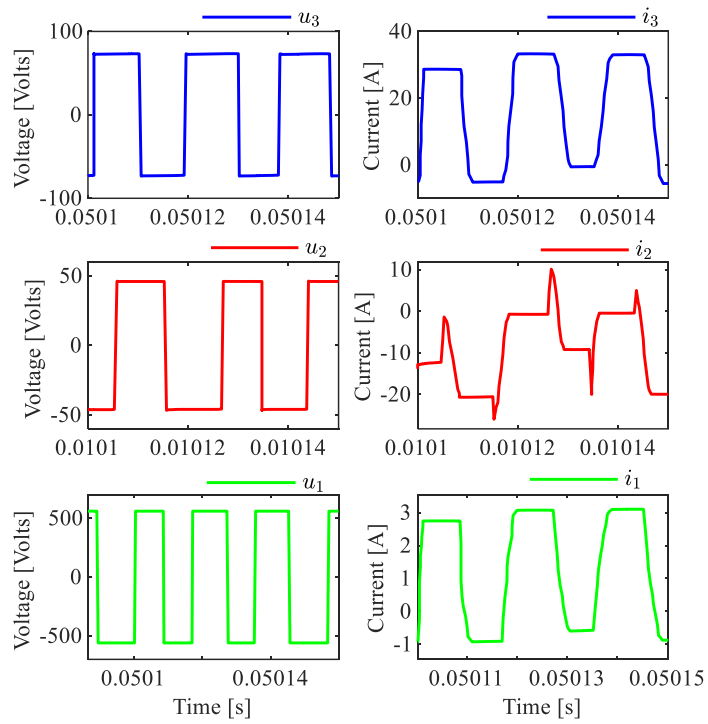 u3
100
0
-100
Voltage [Volts]
0.0501
0.05012
0.05014
i3
40
20
0
Current [A]
0.0501
0.05012
0.05014
u2
50
0
-50
Voltage [Volts]
0.0101
0.01012
0.01014
i2
10
0
-10
-20
Current [A]
0.0101
0.01012
0.01014
u1
500
0
-500
Voltage [Volts]
0.0501
0.05014
Time [s]
i1
3
2
1
0
-1
Current [A]
0.05011
0.05013
0.05015
Time [s]